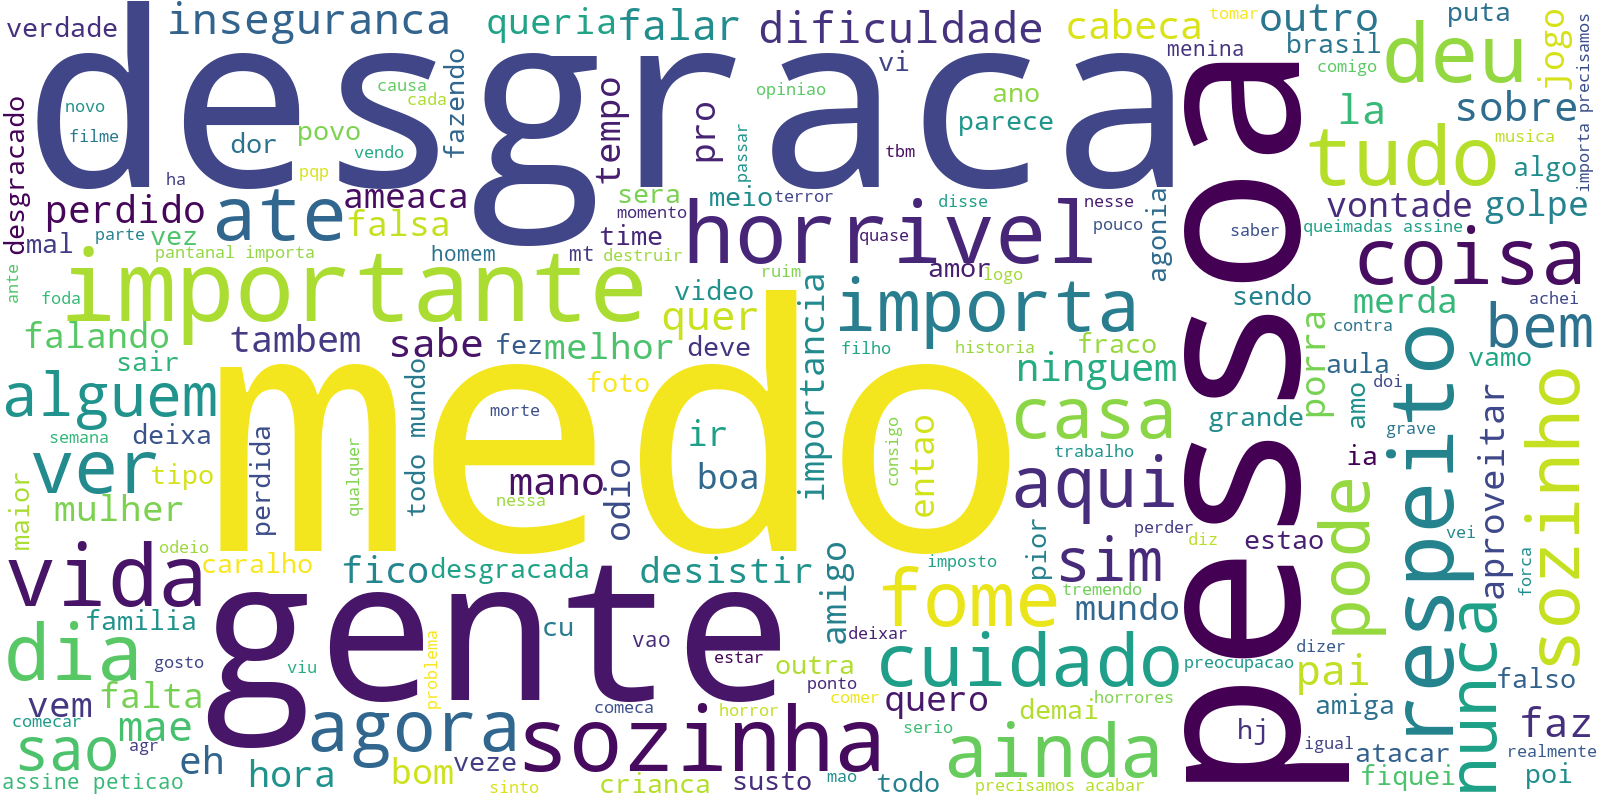 verdade
inseguranca
queria
falar
dificuldade
cabeca
tomar
outro
puta
jogo
desgraca
menina
brasil
comigo
deu
importa precisamos
vi
causa
cada
opiniao
ano
novo
filme
dor
povo
vendo
fazendo
tempo
pro
passar
parece
tbm
la
sobre
musica
tudo
algo
desgracado
ha
pqp
perdido
ate
ameaca
falsa
sera
meio
terror
momento
horrivel
disse
nesse
pouco
agonia
vontade
golpe
pessoa
saber
queimadas assine
mal
parte
vez
pantanal importa
homem
mt
time
destruir
quase
amor
logo
ruim
coisa
ante
foda
importante
video
quer
importancia
importa
sendo
merda
achei
bem
falando
sair
tambem
sabe
fez
melhor
deve
filho
historia
fraco
contra
porra
aula
vamo
alguem
medo
foto
ninguem
amo
doi
respeito
sozinho
morte
casa
grande
grave
semana
deixa
perdida
qualquer
todo mundo
ir
boa
consigo
entao
trabalho
ia
aproveitar
ver
tipo
mano
nessa
odio
aqui
maior
mulher
perder
diz
estao
pode
vei
vida
odeio
caralho
fico
desgracada
desistir
amigo
imposto
pior
sim
forca
familia
gente
cu
vao
fome
tremendo
mundo
nunca
dia
gosto
viu
problema
estar
deixar
outra
cuidado
preocupacao
dizer
pai
falso
vem
falta
comeca
ponto
comer
quero
horrores
amiga
comecar
mae
agora
sozinha
horror
serio
demai
hj
igual
faz
sao
agr
eh
ainda
atacar
realmente
assine peticao
hora
bom
veze
sinto
crianca
susto
mao
todo
precisamos acabar
fiquei
poi